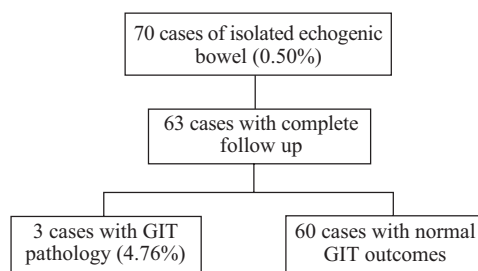 70 cases of isolated echogenic
bowel (0.50%)
63 cases with complete
follow up
3 cases with GIT
pathology (4.76%)
60 cases with normal
GIT outcomes